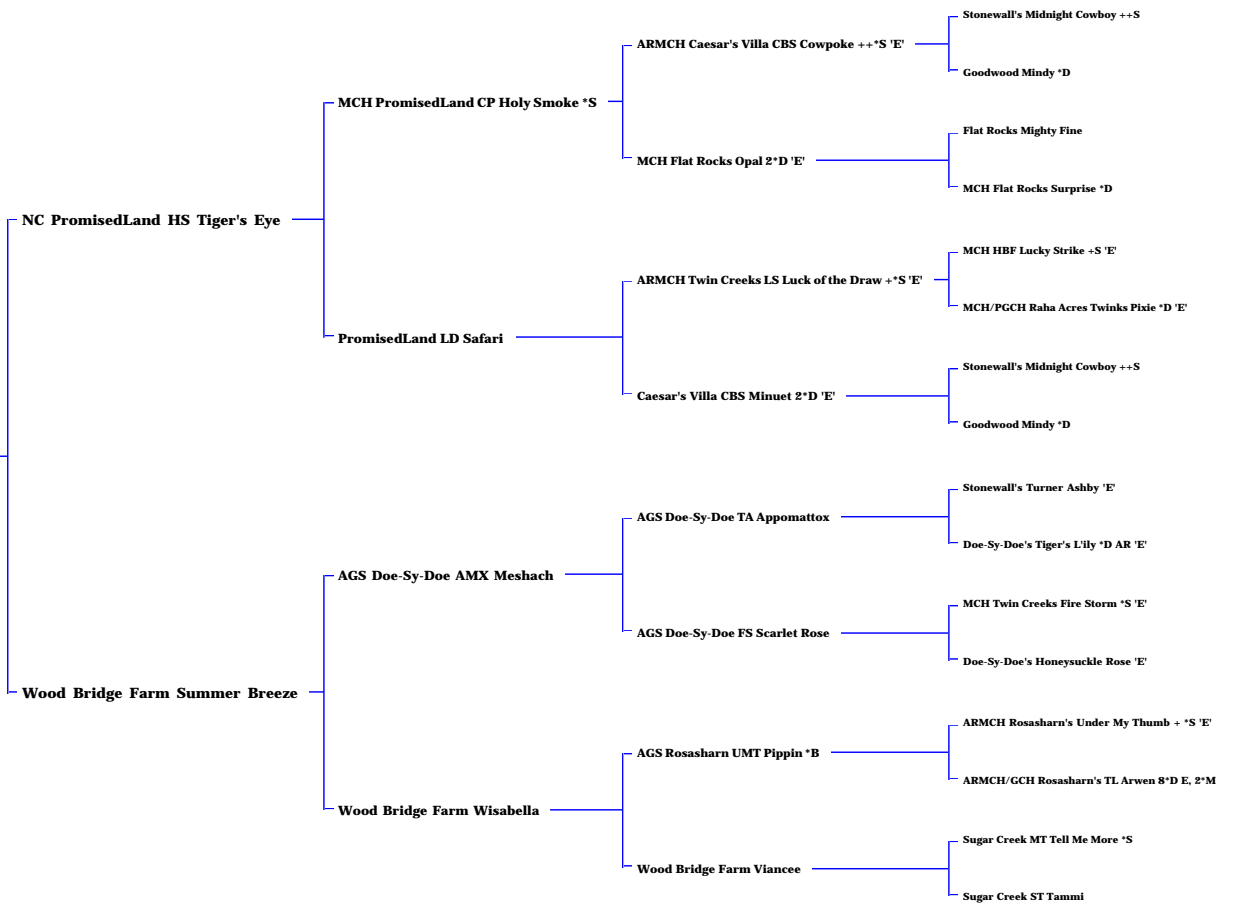 Stonewall's Midnight Cowboy ++S
ARMCH Caesar's Villa CBS Cowpoke ++*S 'E'
Goodwood Mindy *D
MCH PromisedLand CP Holy Smoke *S
Flat Rocks Mighty Fine
MCH Flat Rocks Opal 2*D 'E'
MCH Flat Rocks Surprise *D
NC PromisedLand HS Tiger's Eye
MCH HBF Lucky Strike +S 'E'
ARMCH Twin Creeks LS Luck of the Draw +*S 'E'
MCH/PGCH Raha Acres Twinks Pixie *D 'E'
PromisedLand LD Safari
Stonewall's Midnight Cowboy ++S
Caesar's Villa CBS Minuet 2*D 'E'
Goodwood Mindy *D
Stonewall's Turner Ashby 'E'
AGS Doe-Sy-Doe TA Appomattox
Doe-Sy-Doe's Tiger's L'ily *D AR 'E'
AGS Doe-Sy-Doe AMX Meshach
MCH Twin Creeks Fire Storm *S 'E'
AGS Doe-Sy-Doe FS Scarlet Rose
Doe-Sy-Doe's Honeysuckle Rose 'E'
Wood Bridge Farm Summer Breeze
ARMCH Rosasharn's Under My Thumb + *S 'E'
AGS Rosasharn UMT Pippin *B
ARMCH/GCH Rosasharn's TL Arwen 8*D E, 2*M
Wood Bridge Farm Wisabella
Sugar Creek MT Tell Me More *S
Wood Bridge Farm Viancee
Sugar Creek ST Tammi